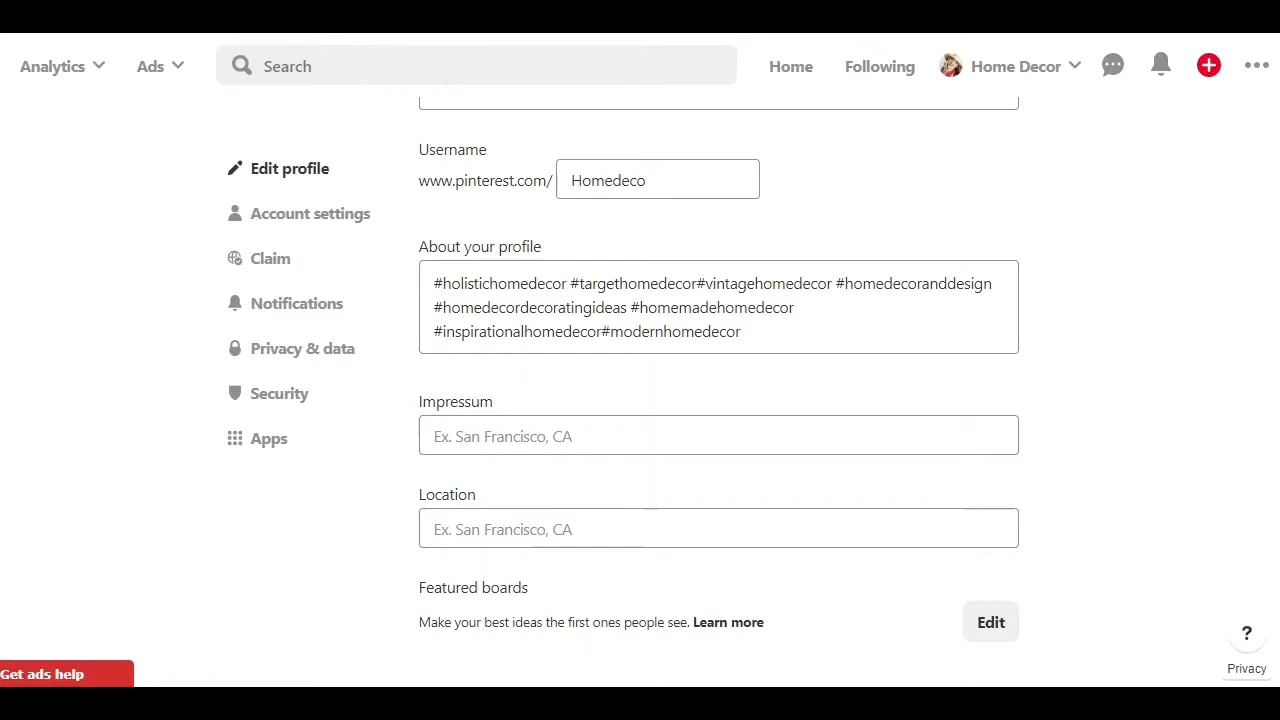 Analytics Ads Search Home Following Home Decor
Username
Edit profile
www.pinterest.com/ Homedeco
Account settings
About your profile
Claim
#holistichomedecor #targethomedecor#vintagehomedecor #homedecoranddesign
#homedecordecoratingideas #homemadehomedecor
#inspirationalhomedecor#modernhomedecor
Notifications
Privacy & data
Security
Apps
Impressum
Ex. San Francisco, CA
Location
Ex. San Francisco, CA
Featured boards
Make your best ideas the first ones people see. Learn more
Edit
?
Privacy
Get ads help